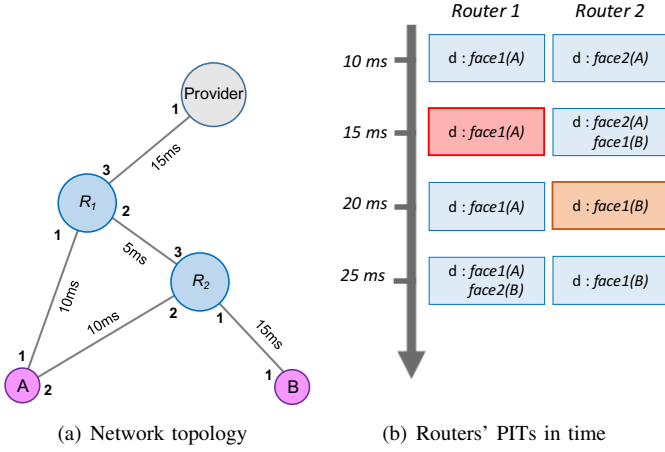 Provider
1
15ms
3
R1
2
1
5ms
3
R2
10ms
10ms
2
1
15ms
1
A
2
1
B
(a) Network topology
Router 1 Router 2
10 ms
d : face1(A)
d : face2(A)
15 ms
d : face1(A)
d : face2(A)
face1(B)
20 ms
d : face1(A)
d : face1(B)
25 ms
d : face1(A)
face2(B)
d : face1(B)
(b) Routers' PITs in time